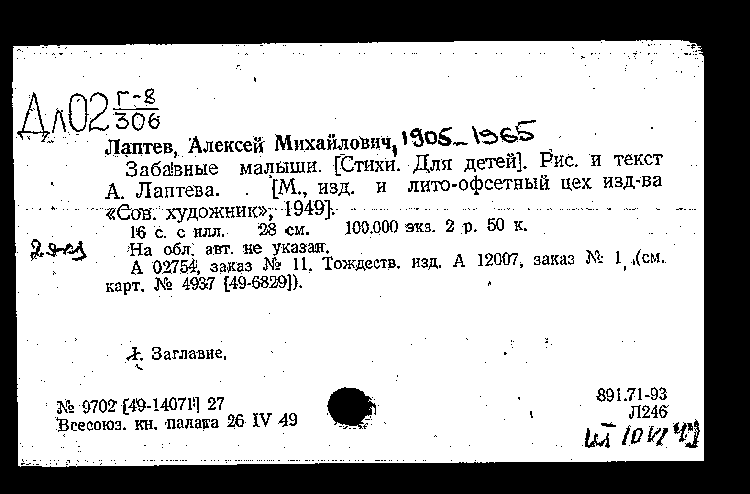 Дл02 Г-8/306
Лаптев, Алексей Михайлович, 1905-1965
Забавные малыши. [Стихи. Для детей]. Рис. и текст
А. Лаптева. [М., изд. и лито-офсетный цех изд-ва
«Сов. художник», 1949].
16 с. с илл. 28 см. 100.000 экз. 2 р. 50 к.
На обл. авт. не указан.
А 02754, заказ № 11. Тождеств. изд. А 12007, заказ № 1 (см.
карт. № 4937 [49-6829]).
I. Заглавие.
№ 9702 [49-14071] 27
Всесоюз. кн. палата 26 IV 49
891.71-93
Л246